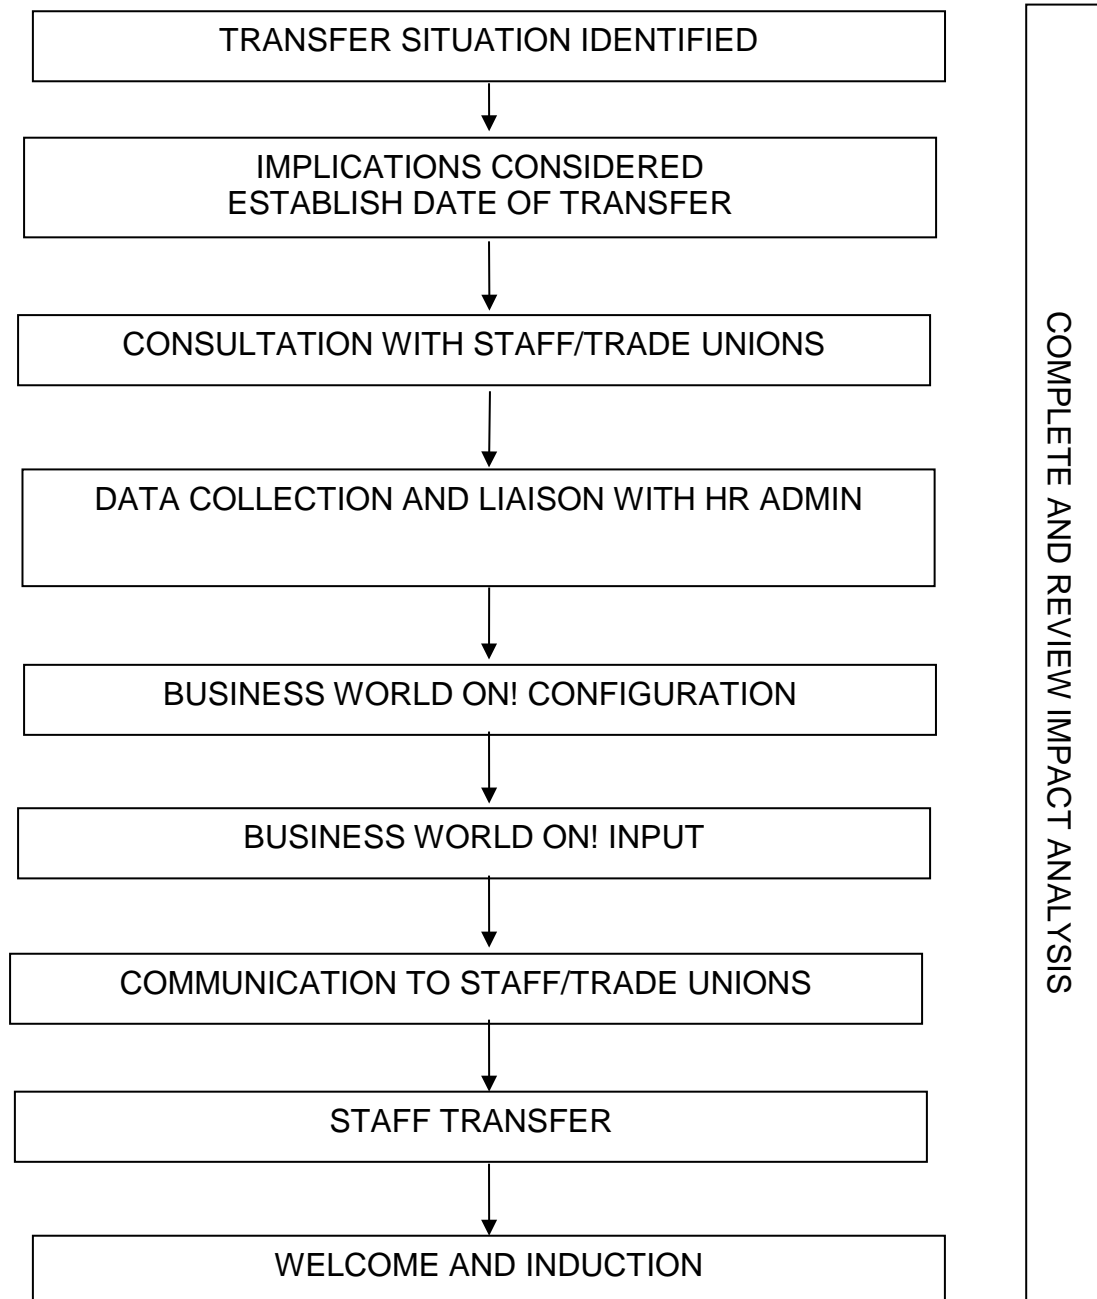 TRANSFER SITUATION IDENTIFIED
IMPLICATIONS CONSIDERED
ESTABLISH DATE OF TRANSFER
CONSULTATION WITH STAFF/TRADE UNIONS
DATA COLLECTION AND LIAISON WITH HR ADMIN
BUSINESS WORLD ON! CONFIGURATION
BUSINESS WORLD ON! INPUT
COMMUNICATION TO STAFF/TRADE UNIONS
STAFF TRANSFER
WELCOME AND INDUCTION
COMPLETE AND REVIEW IMPACT ANALYSIS